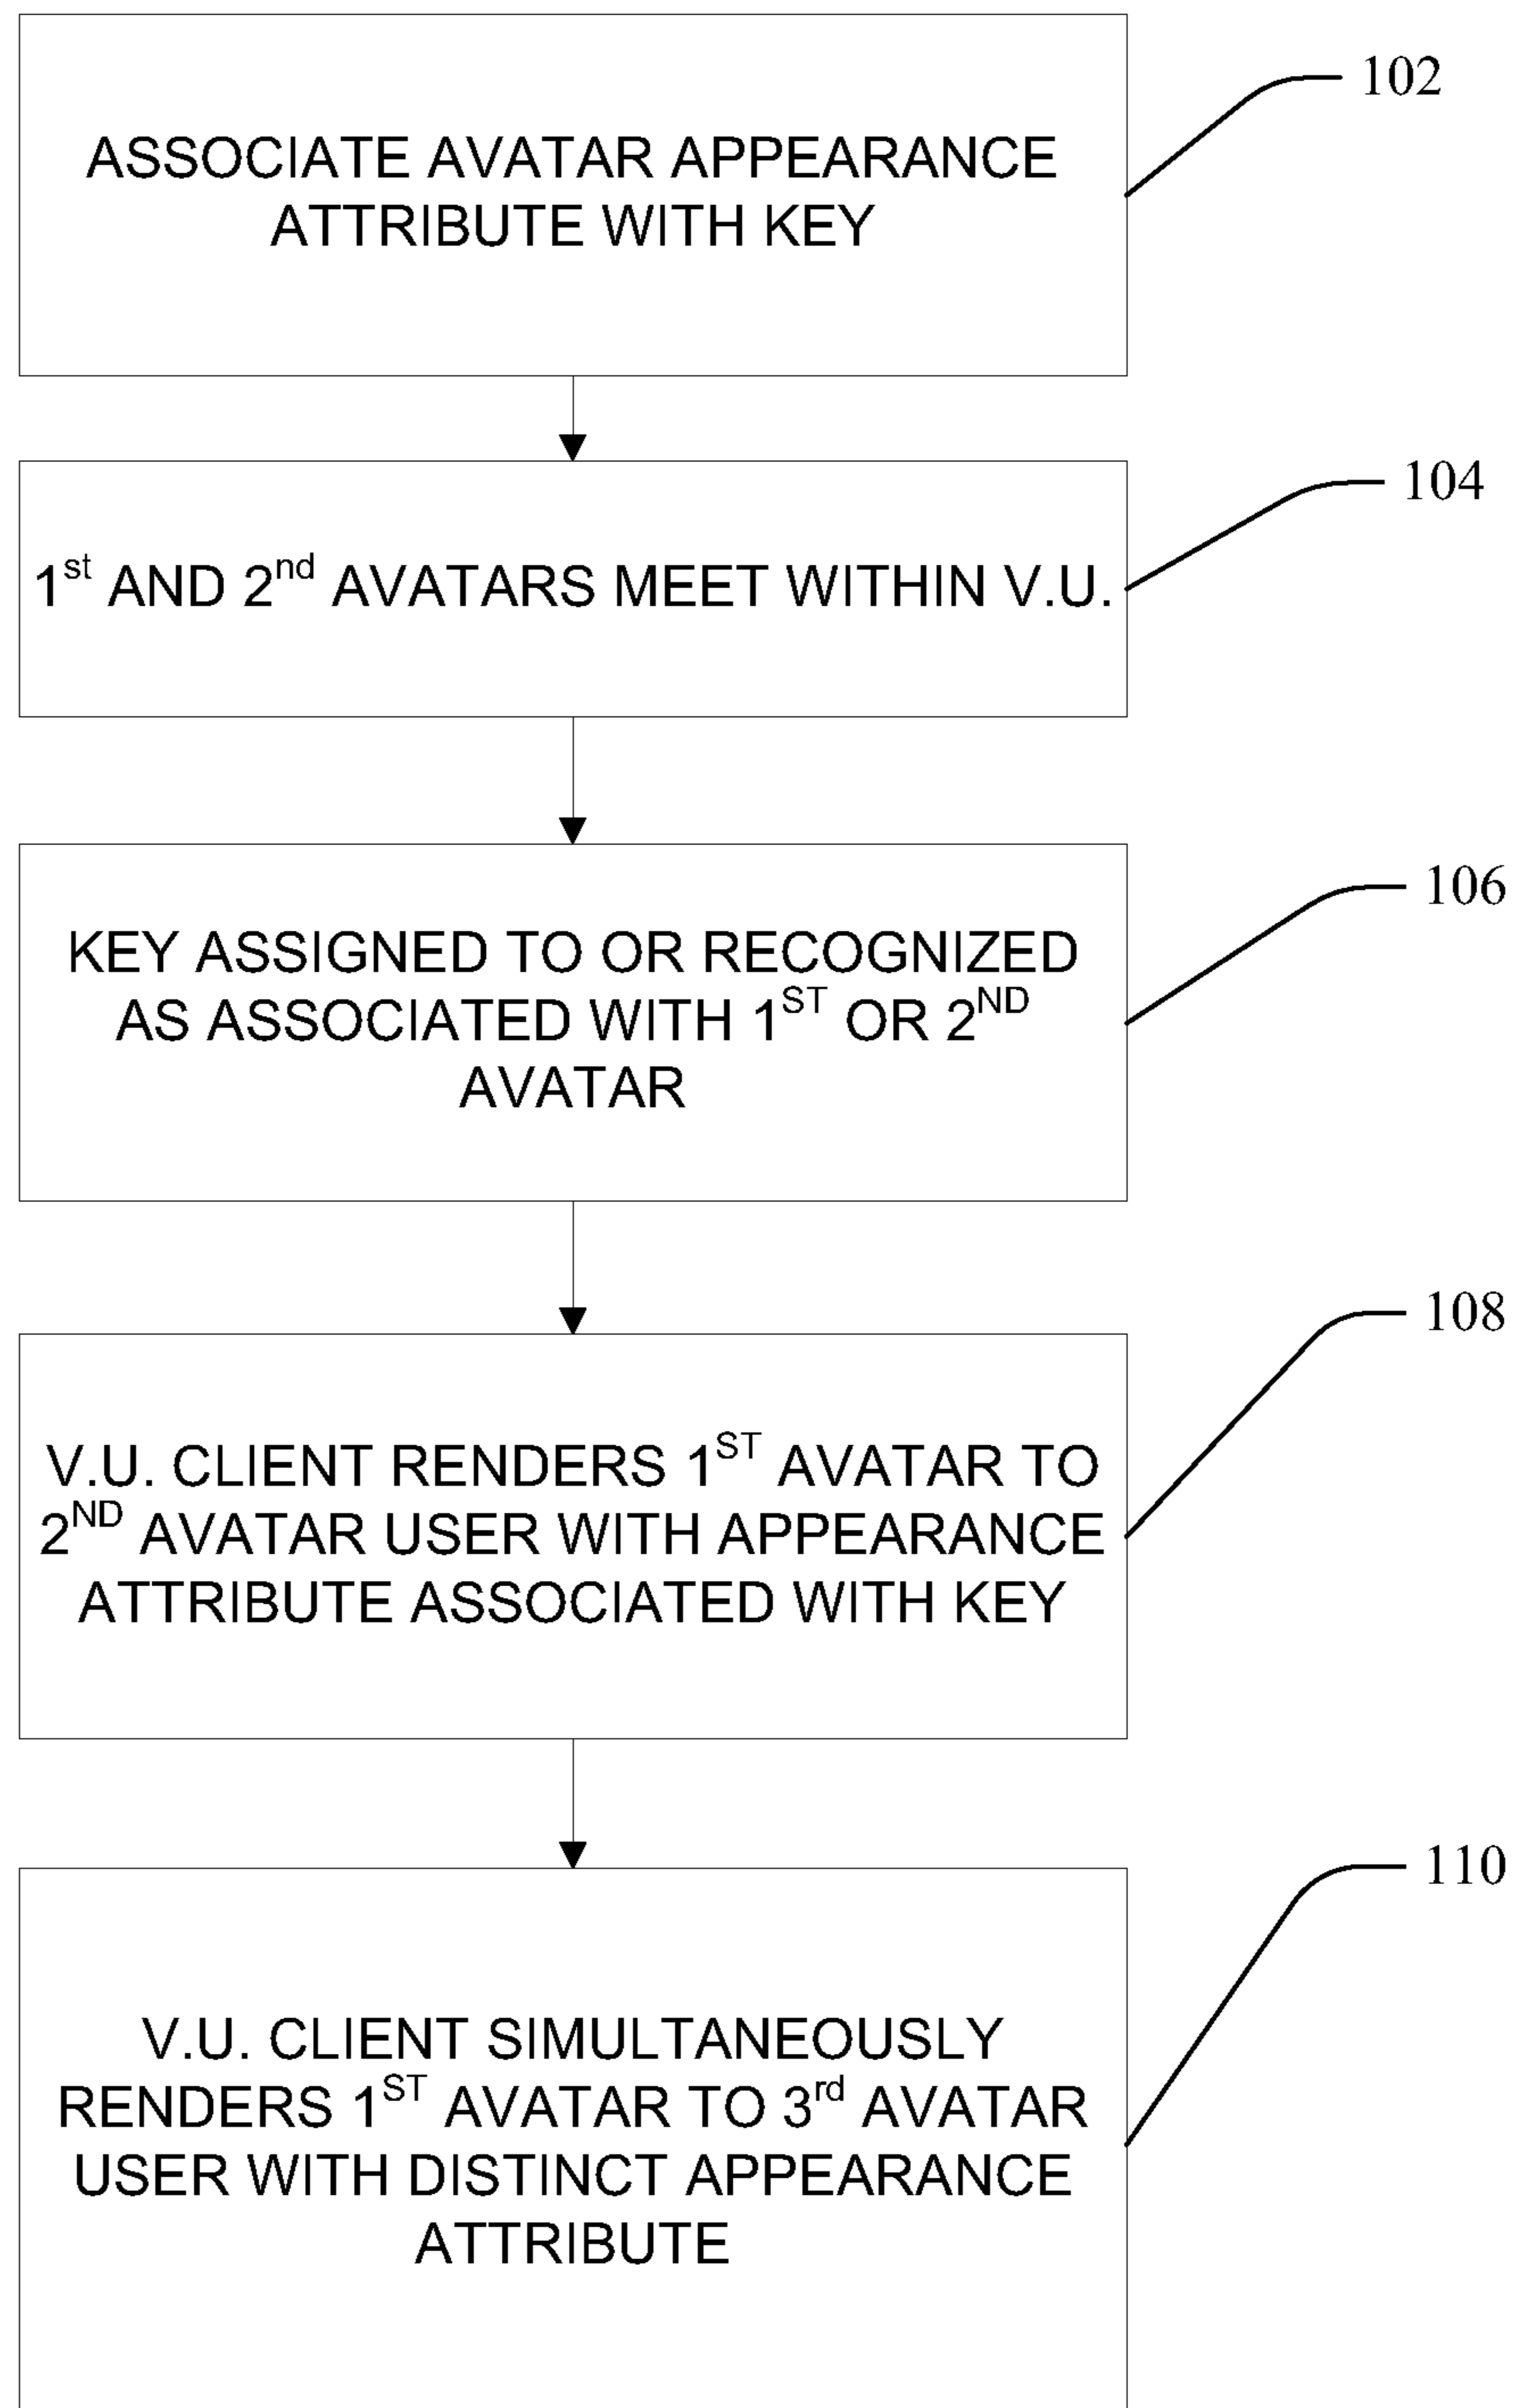 102
ASSOCIATE AVATAR APPEARANCE
ATTRIBUTE WITH KEY
104
1st AND 2nd AVATARS MEET WITHIN V.U.
106
KEY ASSIGNED TO OR RECOGNIZED
AS ASSOCIATED WITH 1ST OR 2ND
AVATAR
108
V.U. CLIENT RENDERS 1ST AVATAR TO
2ND AVATAR USER WITH APPEARANCE
ATTRIBUTE ASSOCIATED WITH KEY
110
V.U. CLIENT SIMULTANEOUSLY
RENDERS 1ST AVATAR TO 3rd AVATAR
USER WITH DISTINCT APPEARANCE
ATTRIBUTE